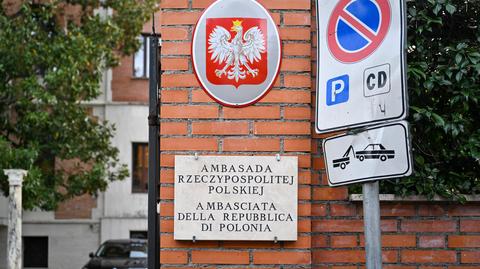 AMBASADA
RZECZYPOSPOLITEJ
POLSKIEJ
AMBASCIATA
DELLA REPUBBLICA
DI POLONIA
P
CD